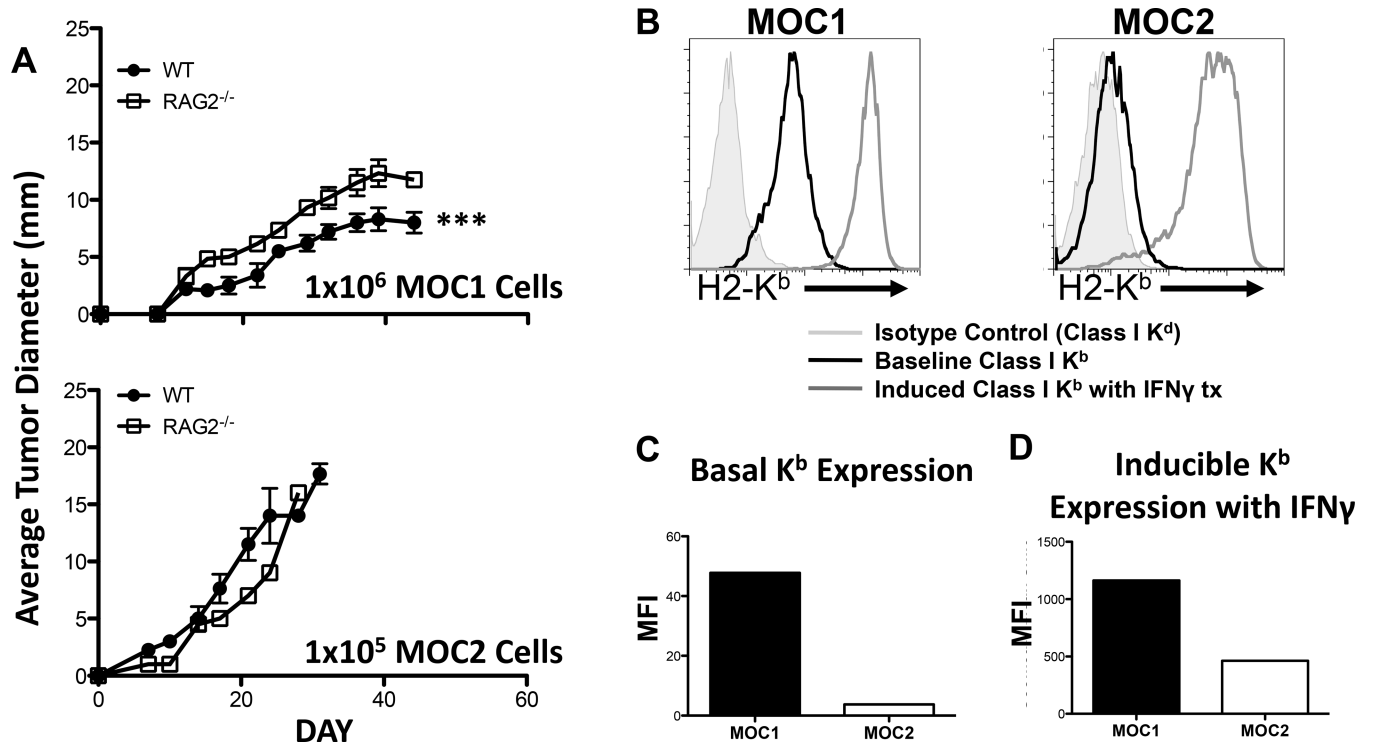 A
Average Tumor Diameter (mm)
25
20
15
10
5
0
WT
RAG2-/-
***
1x10⁶ MOC1 Cells
25
20
15
10
5
0
WT
RAG2-/-
1x10⁵ MOC2 Cells
0 20 40 60
DAY
B
MOC1 MOC2
H2-Kᵇ H2-Kᵇ
Isotype Control (Class I Kᵈ)
Baseline Class I Kᵇ
Induced Class I Kᵇ with IFNγ tx
C
Basal Kᵇ Expression
MFI
60
40
20
0
MOC1 MOC2
D
Inducible Kᵇ
Expression with IFNγ
MFI
1500
1000
500
0
MOC1 MOC2